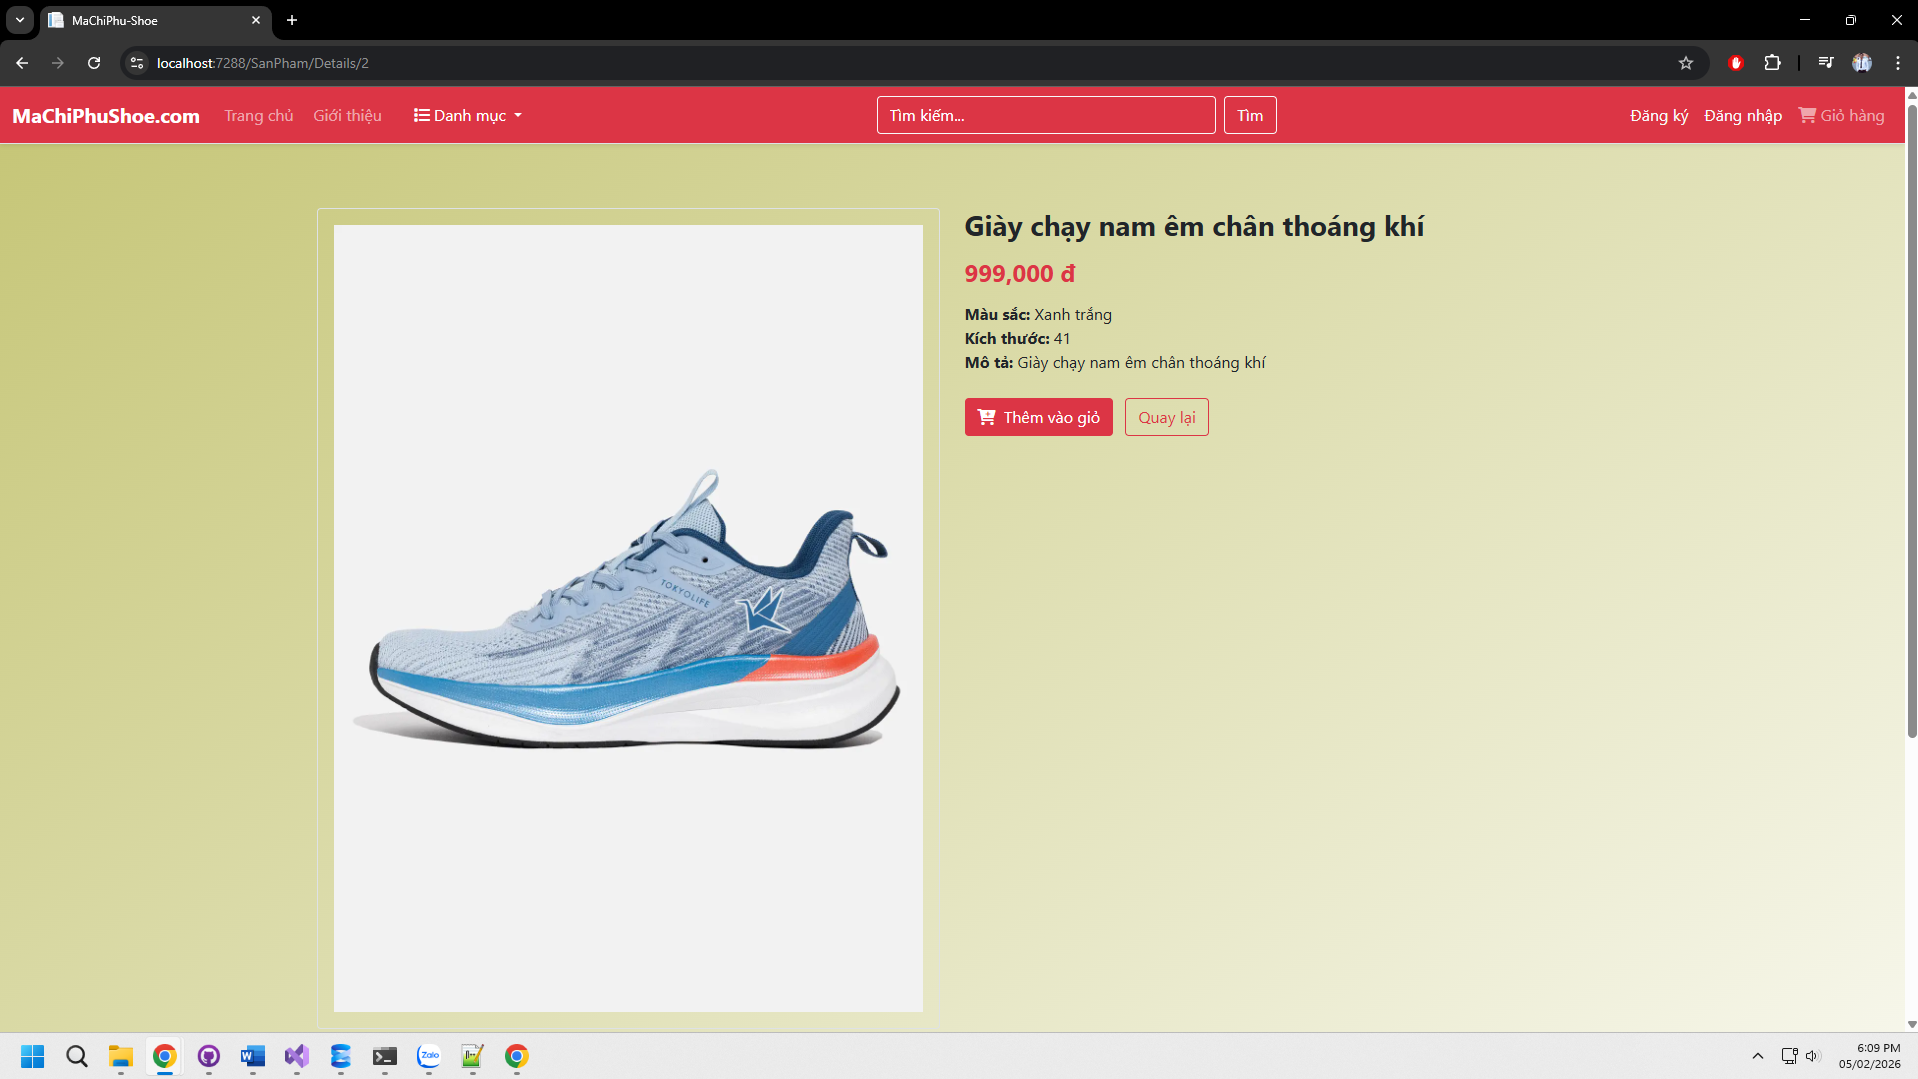 MaChiPhu-Shoe
localhost:7288/SanPham/Details/2
MaChiPhuShoe.com
Trang chủ
Giới thiệu
Danh mục
Tìm kiếm...
Tìm
Đăng ký
Đăng nhập
Giỏ hàng
Giày chạy nam êm chân thoáng khí
999,000 đ
Màu sắc: Xanh trắng
Kích thước: 41
Mô tả: Giày chạy nam êm chân thoáng khí
Thêm vào giỏ
Quay lại
TOKYOLIFE
Zalo
6:09 PM
05/02/2026